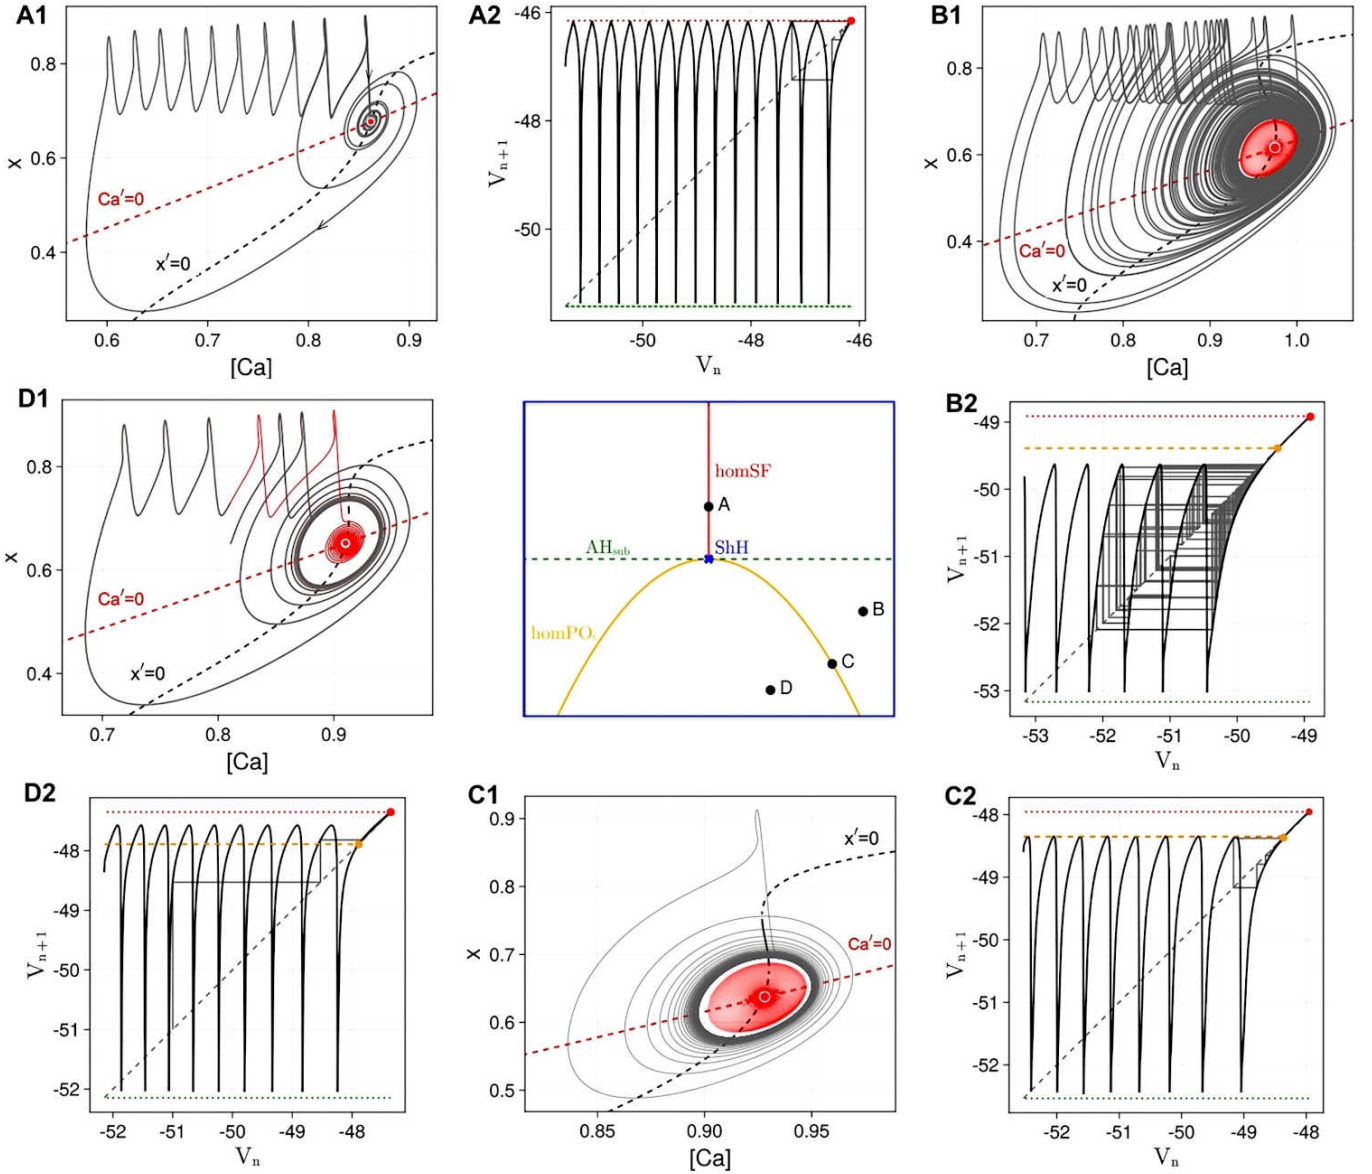 A1
0.8
0.6
0.4
x
Ca′=0
x′=0
0.6
0.7
0.8
0.9
[Ca]
A2
-46
-48
-50
Vn+1
-50
-48
-46
Vn
B1
0.8
0.6
0.4
x
Ca′=0
x′=0
0.7
0.8
0.9
1.0
[Ca]
D1
0.8
0.6
0.4
x
Ca′=0
x′=0
0.7
0.8
0.9
[Ca]
homSF
A
AHsub
ShH
homPO
B
C
D
B2
-49
-50
-51
-52
-53
Vn+1
-53
-52
-51
-50
-49
Vn
D2
-48
-49
-50
-51
-52
Vn+1
-52
-51
-50
-49
-48
Vn
C1
0.9
0.8
0.7
0.6
0.5
x
x′=0
Ca′=0
0.85
0.90
0.95
[Ca]
C2
-48
-49
-50
-51
-52
Vn+1
-52
-51
-50
-49
-48
Vn